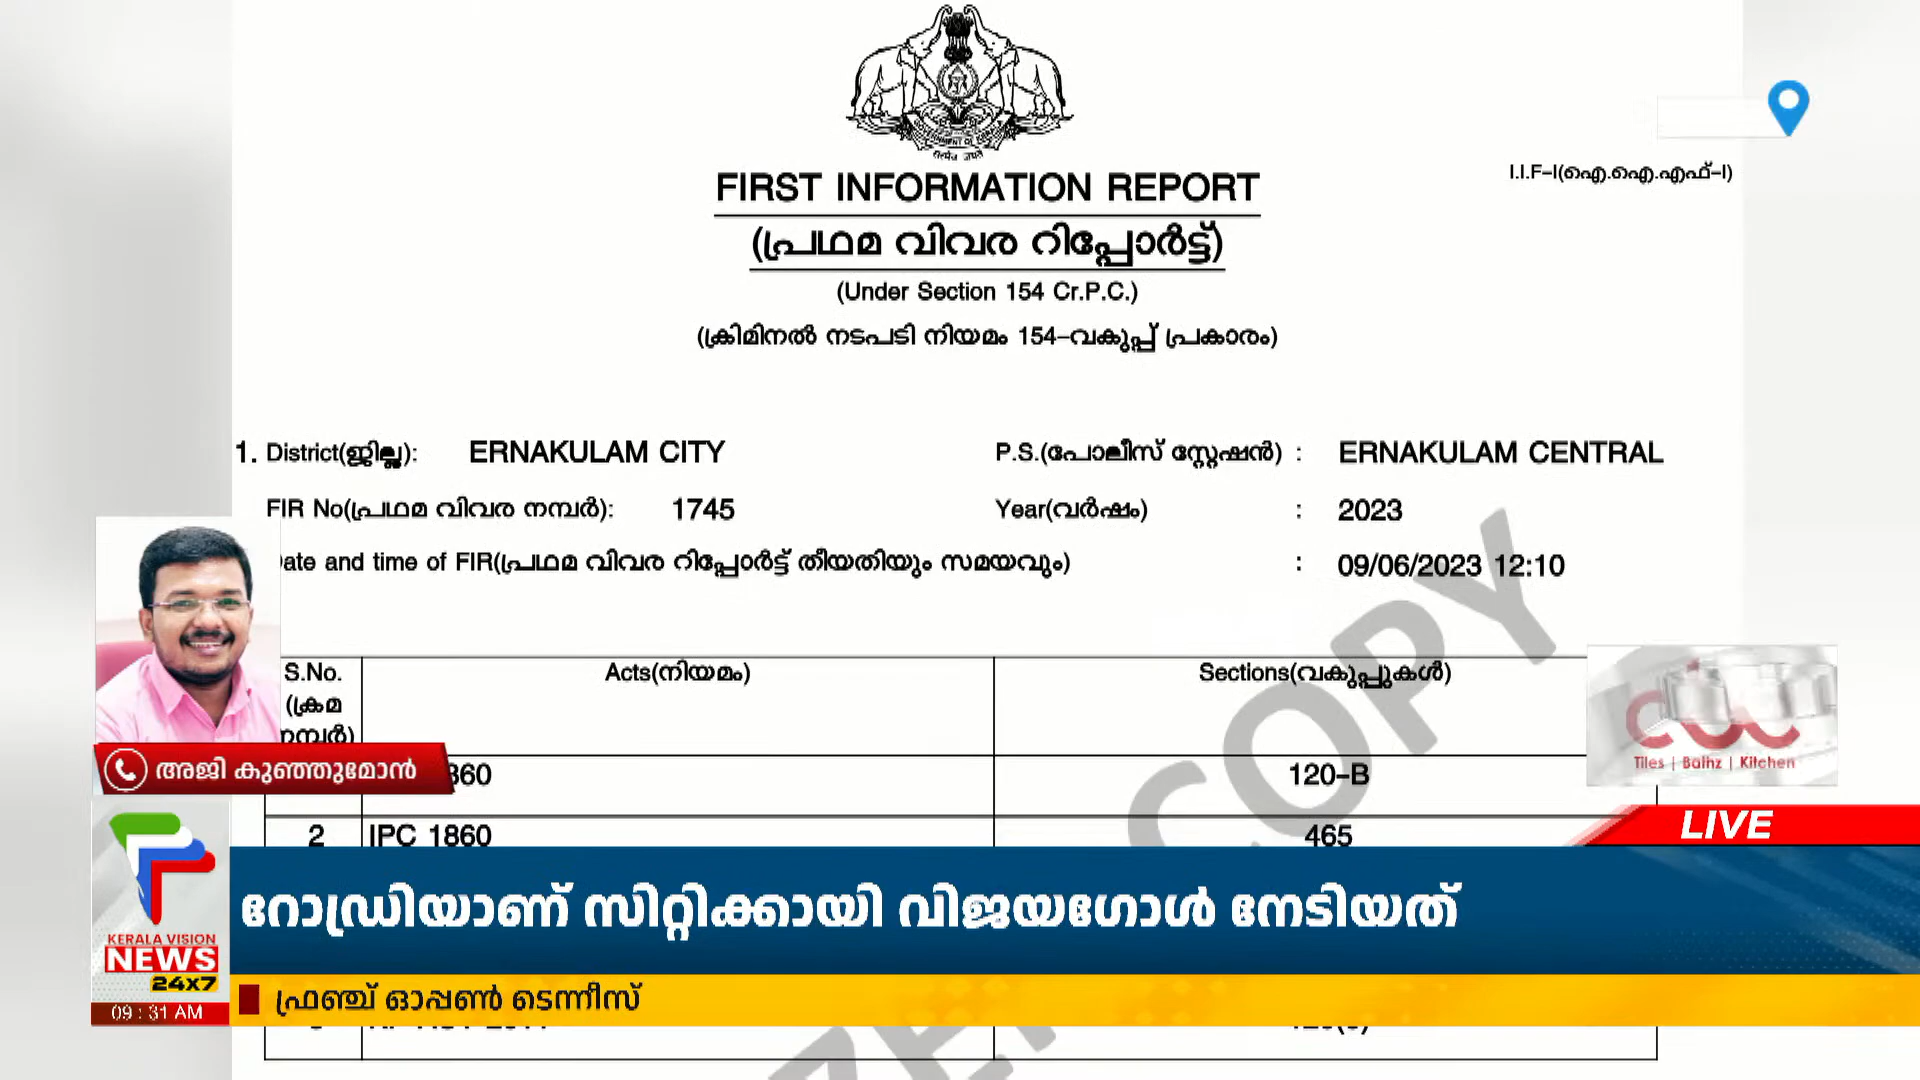 FIRST INFORMATION REPORT
I.I.F-I(ഐ.ഐ.എഫ്-I)
(പ്രഥമ വിവര റിപ്പോർട്ട്)
(Under Section 154 Cr.P.C.)
(ക്രിമിനൽ നടപടി നിയമം 154-വകുപ്പ് പ്രകാരം)
1. District(ജില്ല): ERNAKULAM CITY P.S.(പോലീസ് സ്റ്റേഷൻ) : ERNAKULAM CENTRAL
FIR No(പ്രഥമ വിവര നമ്പർ): 1745 Year(വർഷം) : 2023
ate and time of FIR(പ്രഥമ വിവര റിപ്പോർട്ട് തീയതിയും സമയവും) : 09/06/2023 12:10
S.No. Acts(നിയമം) Sections(വകുപ്പുകൾ)
(ക്രമ
നമ്പർ)
860 120-B
2 IPC 1860 465
COPY
അജി കുഞ്ഞുമോൻ
Tiles | Bathz | Kitchen
LIVE
റോഡ്രിയാണ് സിറ്റിക്കായി വിജയഗോൾ നേടിയത്
KERALA VISION
NEWS
24x7
09 : 31 AM
ഫ്രഞ്ച് ഓപ്പൺ ടെന്നീസ്